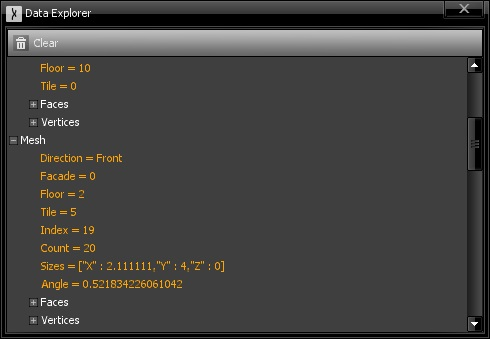 Data Explorer
Clear
Floor = 10
Tile = 0
Faces
Vertices
Mesh
Direction = Front
Facade = 0
Floor = 2
Tile = 5
Index = 19
Count = 20
Sizes = ["X" : 2.111111,"Y" : 4,"Z" : 0]
Angle = 0.521834226061042
Faces
Vertices